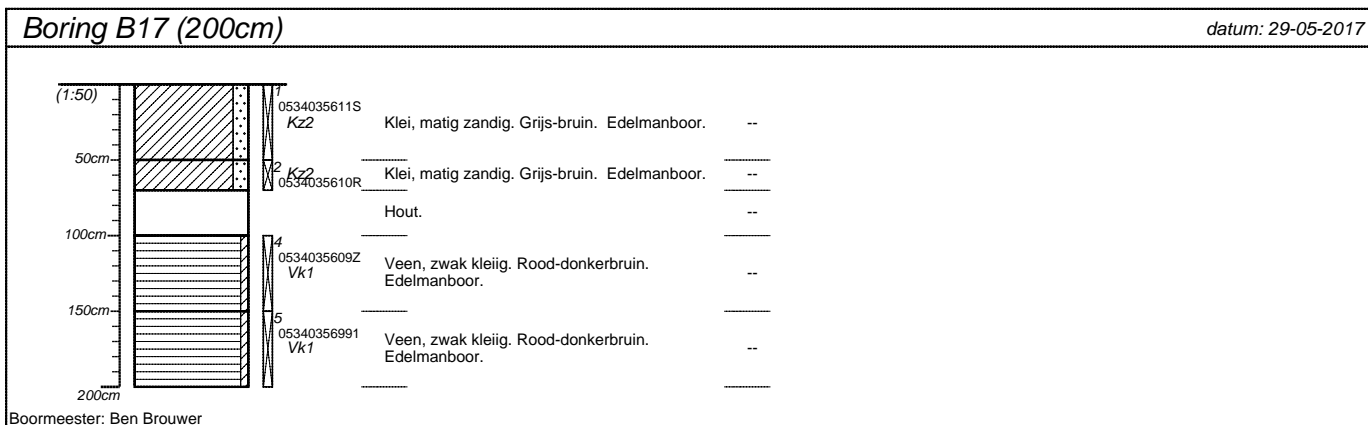 Boring B17 (200cm)
datum: 29-05-2017
(1:50)
1
0534035611S
Kz2
Klei, matig zandig. Grijs-bruin. Edelmanboor.
--
50cm
2
Kz2
0534035610R
Klei, matig zandig. Grijs-bruin. Edelmanboor.
--
Hout.
--
100cm
4
0534035609Z
Vk1
Veen, zwak kleiig. Rood-donkerbruin.
Edelmanboor.
--
150cm
5
05340356991
Vk1
Veen, zwak kleiig. Rood-donkerbruin.
Edelmanboor.
--
200cm
Boormeester: Ben Brouwer